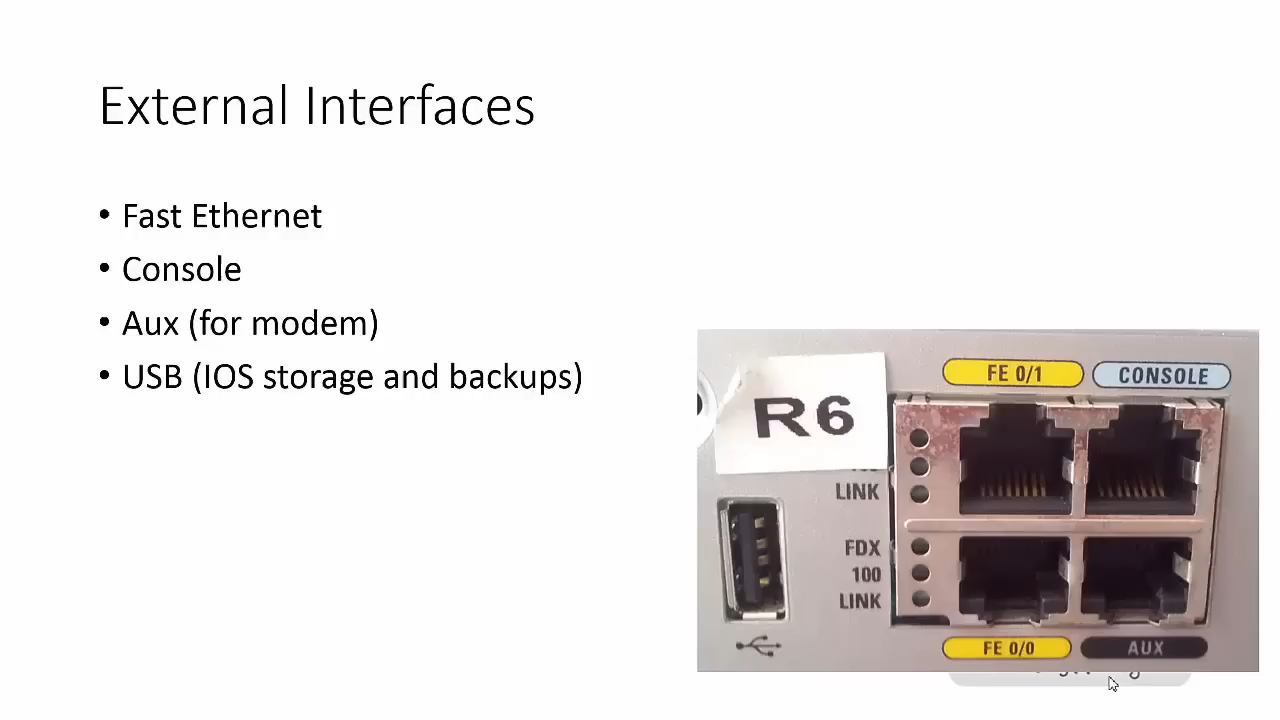 External Interfaces
• Fast Ethernet
• Console
• Aux (for modem)
• USB (IOS storage and backups)
FE 0/1
CONSOLE
R6
LINK
FDX
100
LINK
FE 0/0
AUX